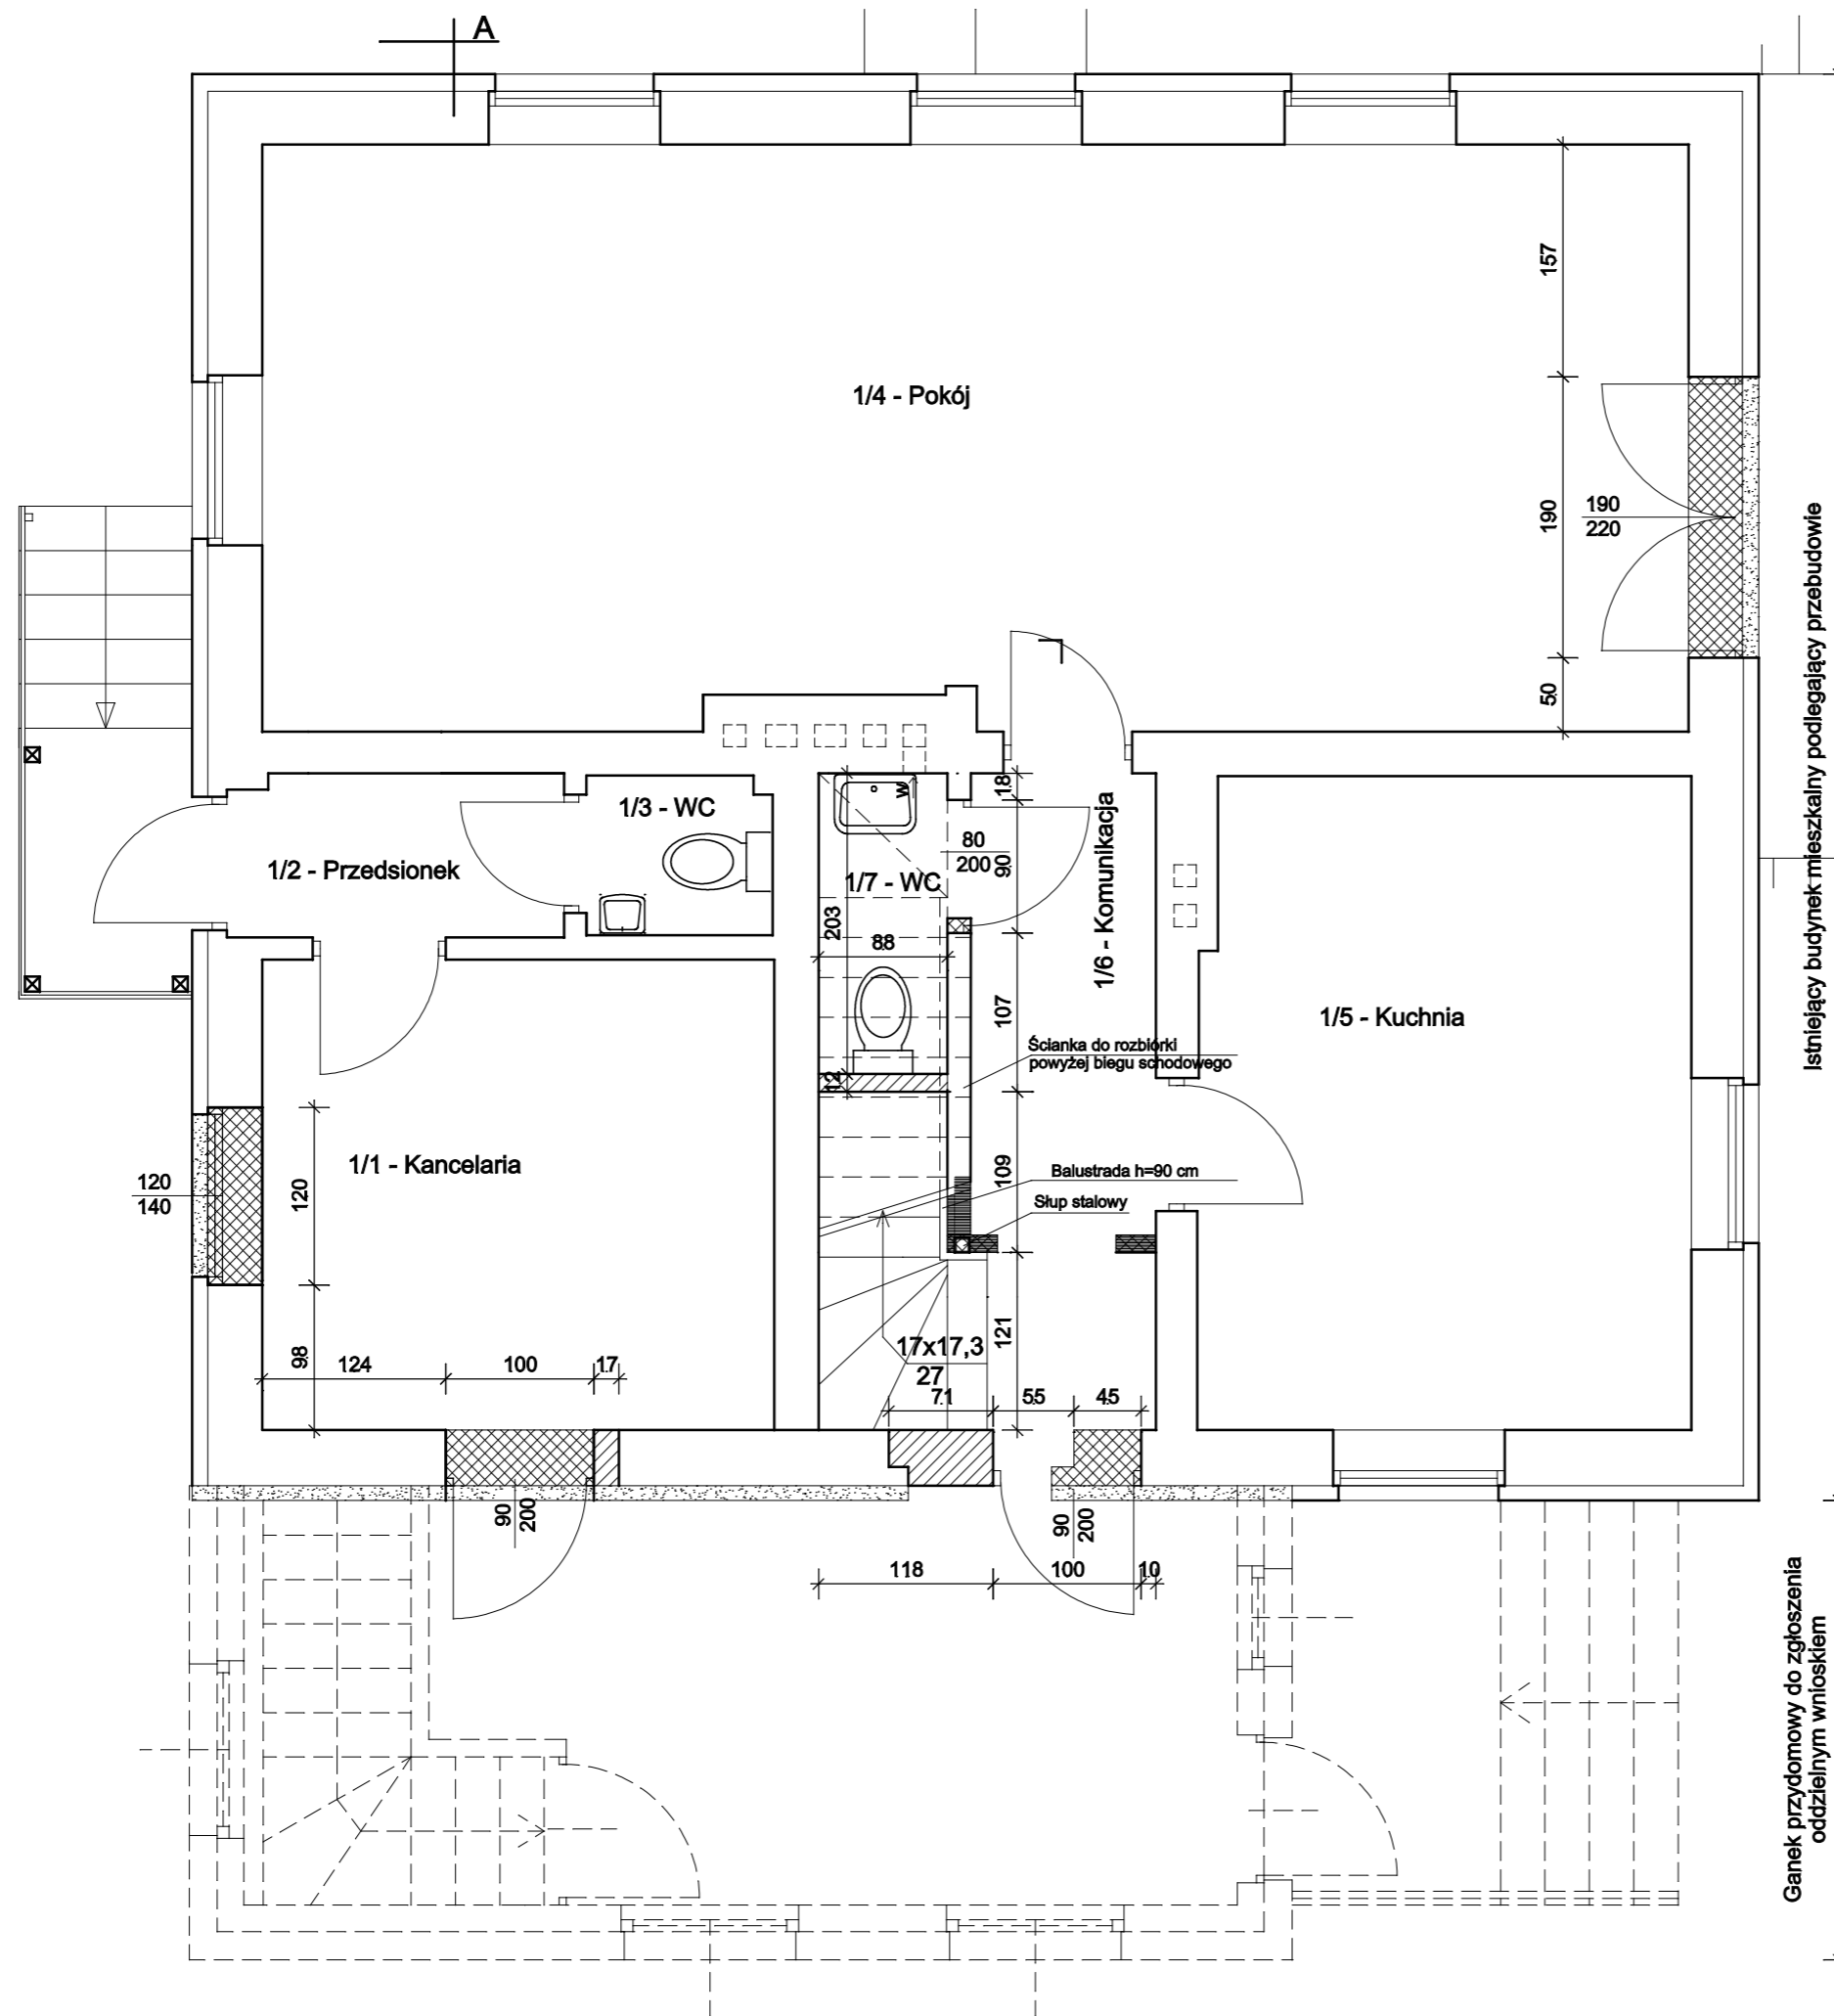 A
157
1/4 - Pokój
190
190
220
50
Istniejący budynek mieszkalny podlegający przebudowie
1/3 - WC
W
18
1/6 - Komunikacja
80
200
90
1/2 - Przedsionek
1/7 - WC
203
88
107
1/5 - Kuchnia
Ścianka do rozbiórki
powyżej biegu schodowego
12
1/1 - Kancelaria
109
Balustrada h=90 cm
Słup stalowy
120
140
120
98
124
100
17
17x17,3
27
121
71
55
45
90
200
90
200
118
100
10
Ganek przydomowy do zgłoszenia
oddzielnym wnioskiem